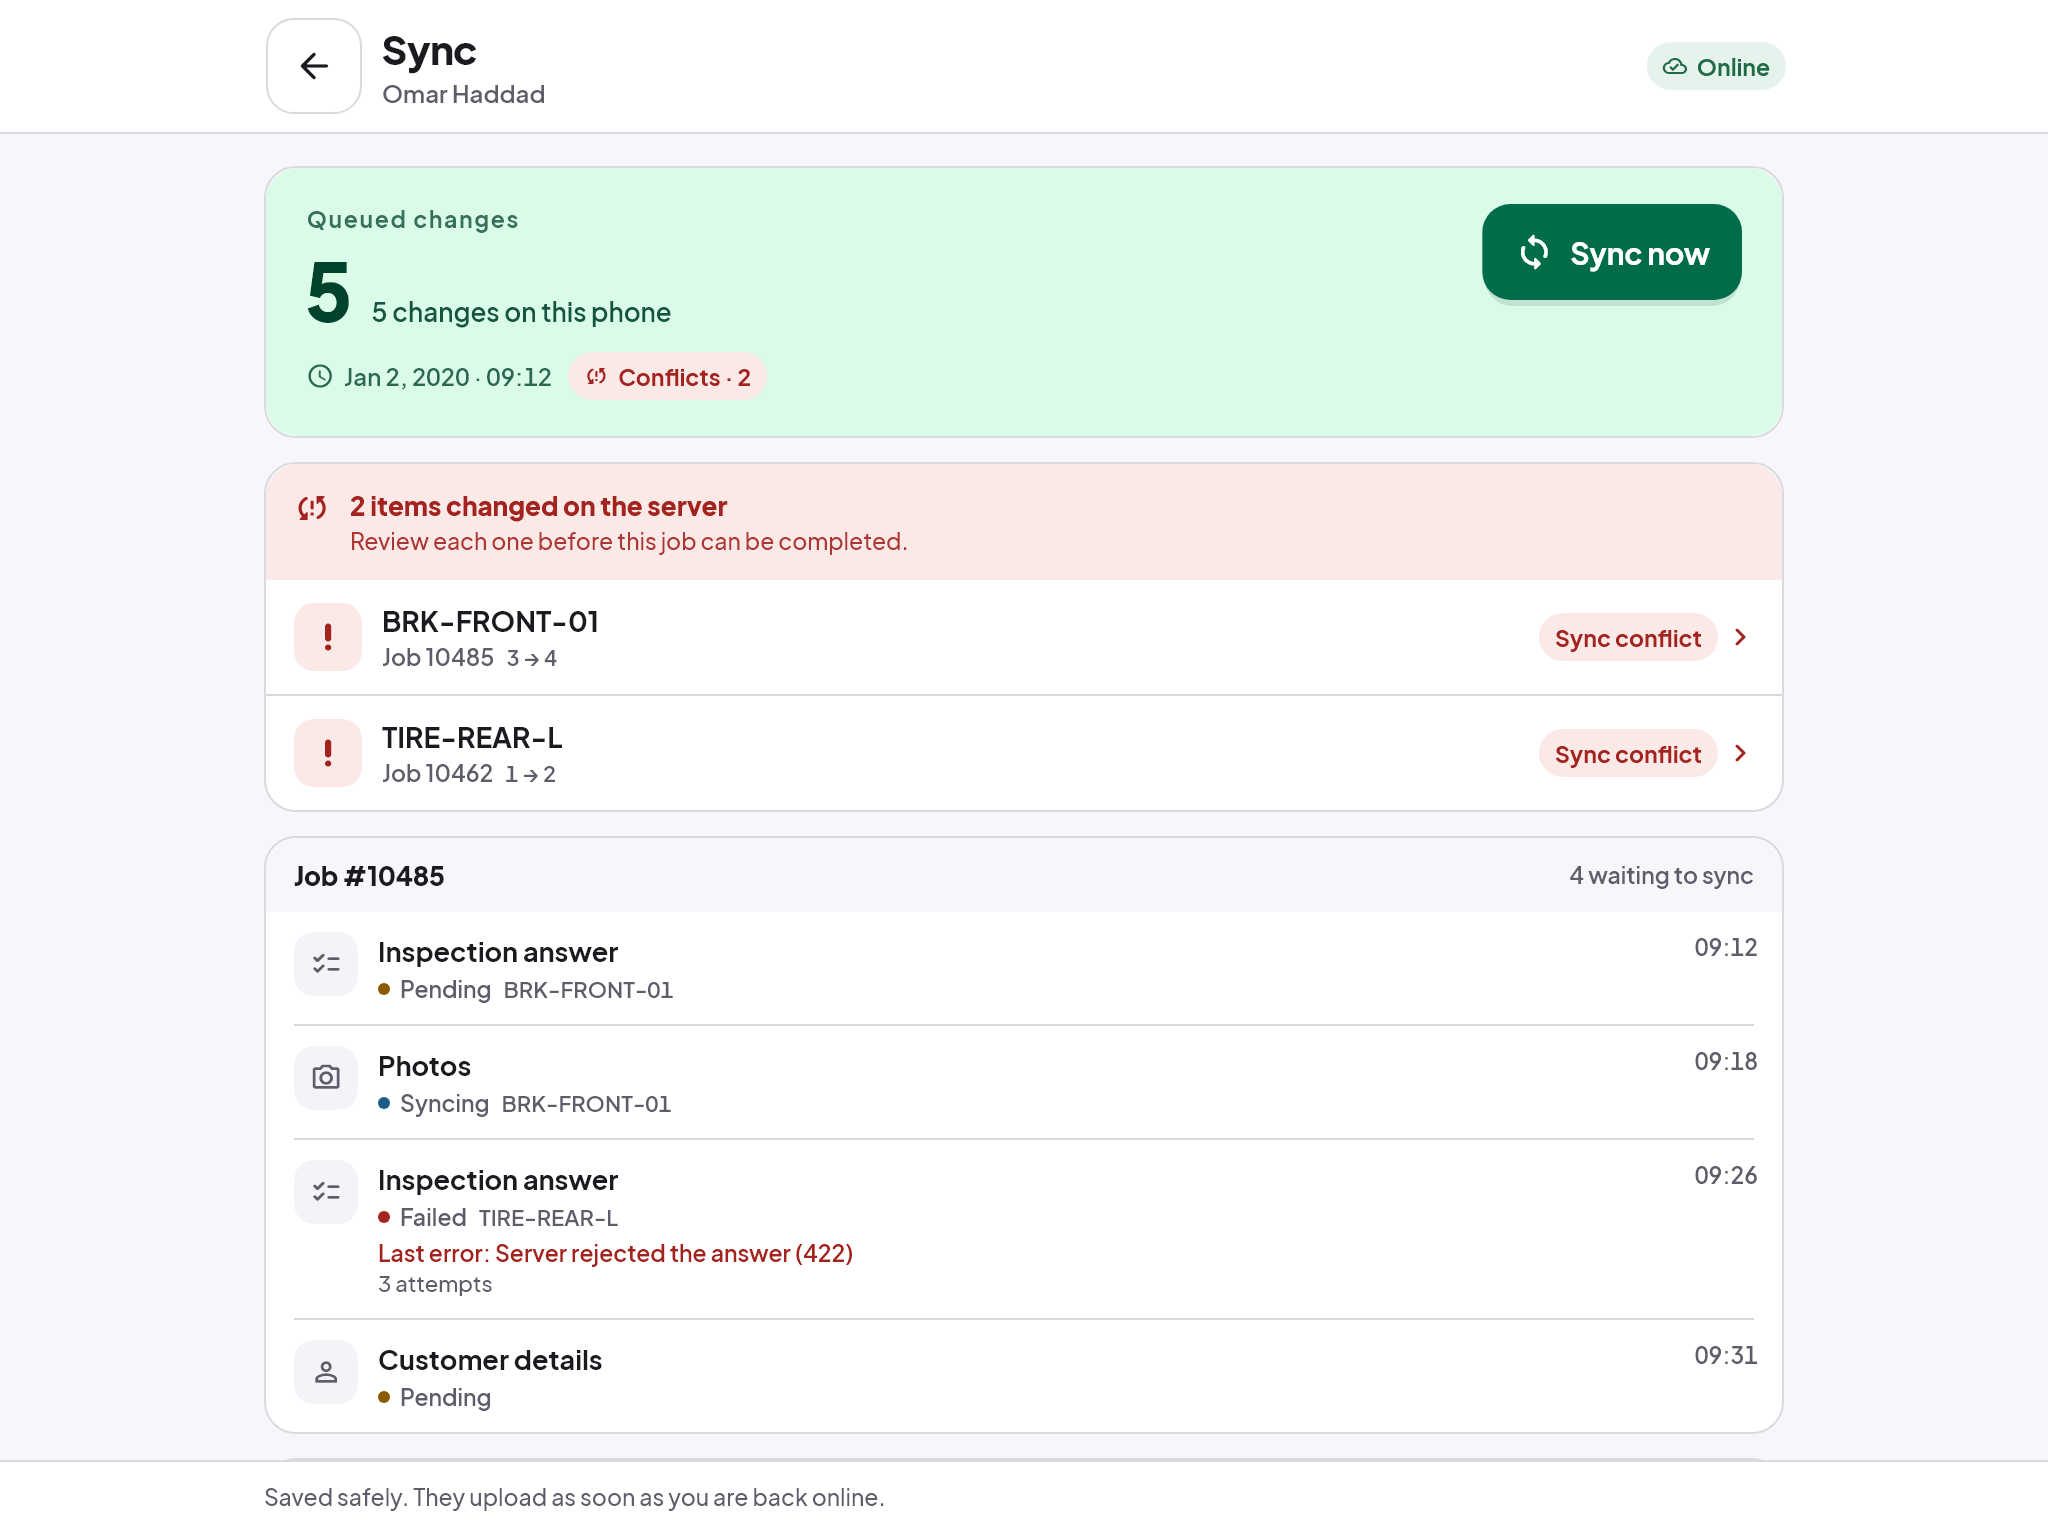 Sync
Omar Haddad
Online
Queued changes
5 5 changes on this phone
Sync now
Jan 2, 2020 · 09:12 Conflicts · 2
2 items changed on the server
Review each one before this job can be completed.
BRK-FRONT-01
Job 10485 3 → 4
Sync conflict
TIRE-REAR-L
Job 10462 1 → 2
Sync conflict
Job #10485 4 waiting to sync
Inspection answer 09:12
Pending BRK-FRONT-01
Photos 09:18
Syncing BRK-FRONT-01
Inspection answer 09:26
Failed TIRE-REAR-L
Last error: Server rejected the answer (422)
3 attempts
Customer details 09:31
Pending
Saved safely. They upload as soon as you are back online.